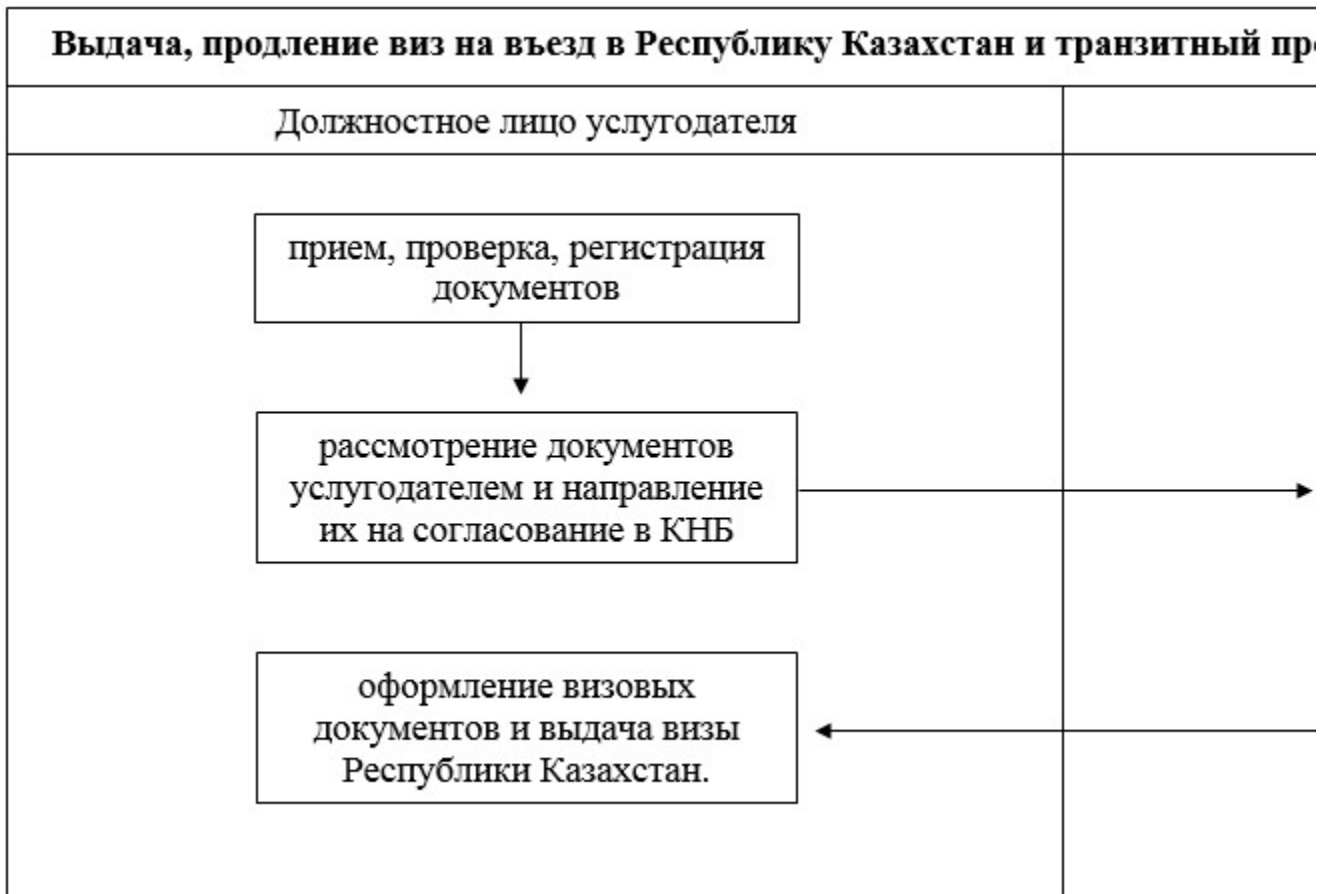 Выдача, продление виз на въезд в Республику Казахстан и транзитный
Должностное лицо услугодателя
прием, проверка, регистрация
документов
рассмотрение документов
услугодателем и направление
их на согласование в КНБ
оформление визовых
документов и выдача визы
Республики Казахстан.